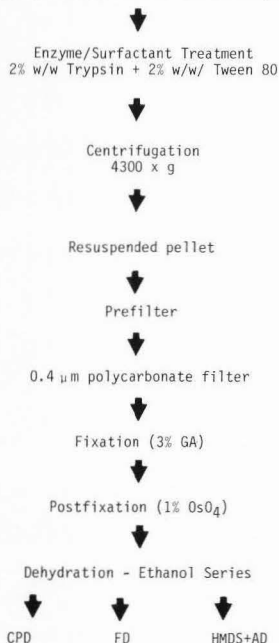 Enzyme/Surfactant Treatment
2% w/w Trypsin + 2% w/w/ Tween 80
Centrifugation
4300 x g
Resuspended pellet
Prefilter
0.4 μm polycarbonate filter
Fixation (3% GA)
Postfixation (1% OsO₄)
Dehydration - Ethanol Series
CPD FD HMDS+AD